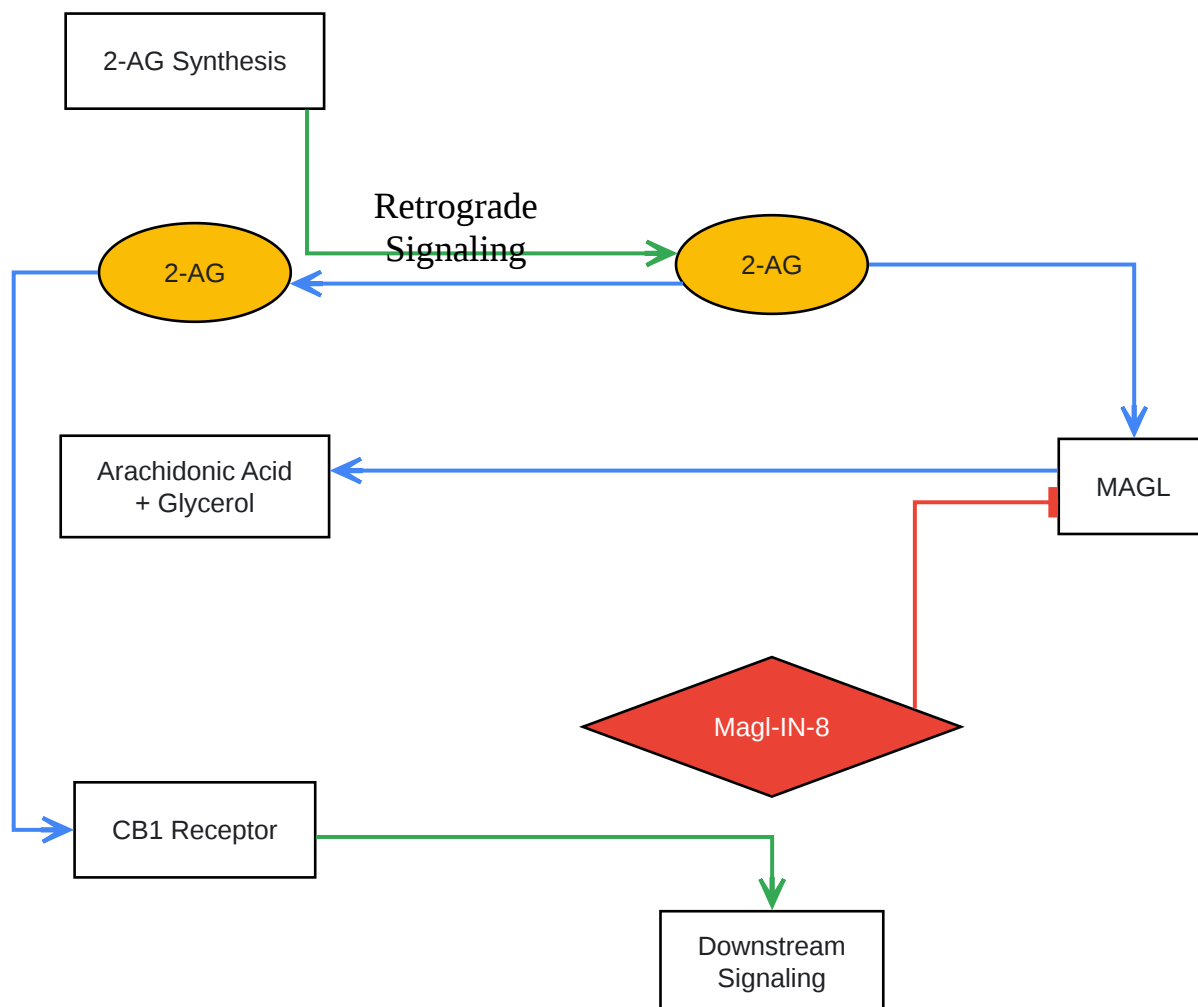 2-AG Synthesis
Retrograde
Signaling
2-AG
2-AG
Arachidonic Acid
+ Glycerol
MAGL
Magl-IN-8
CB1 Receptor
Downstream
Signaling